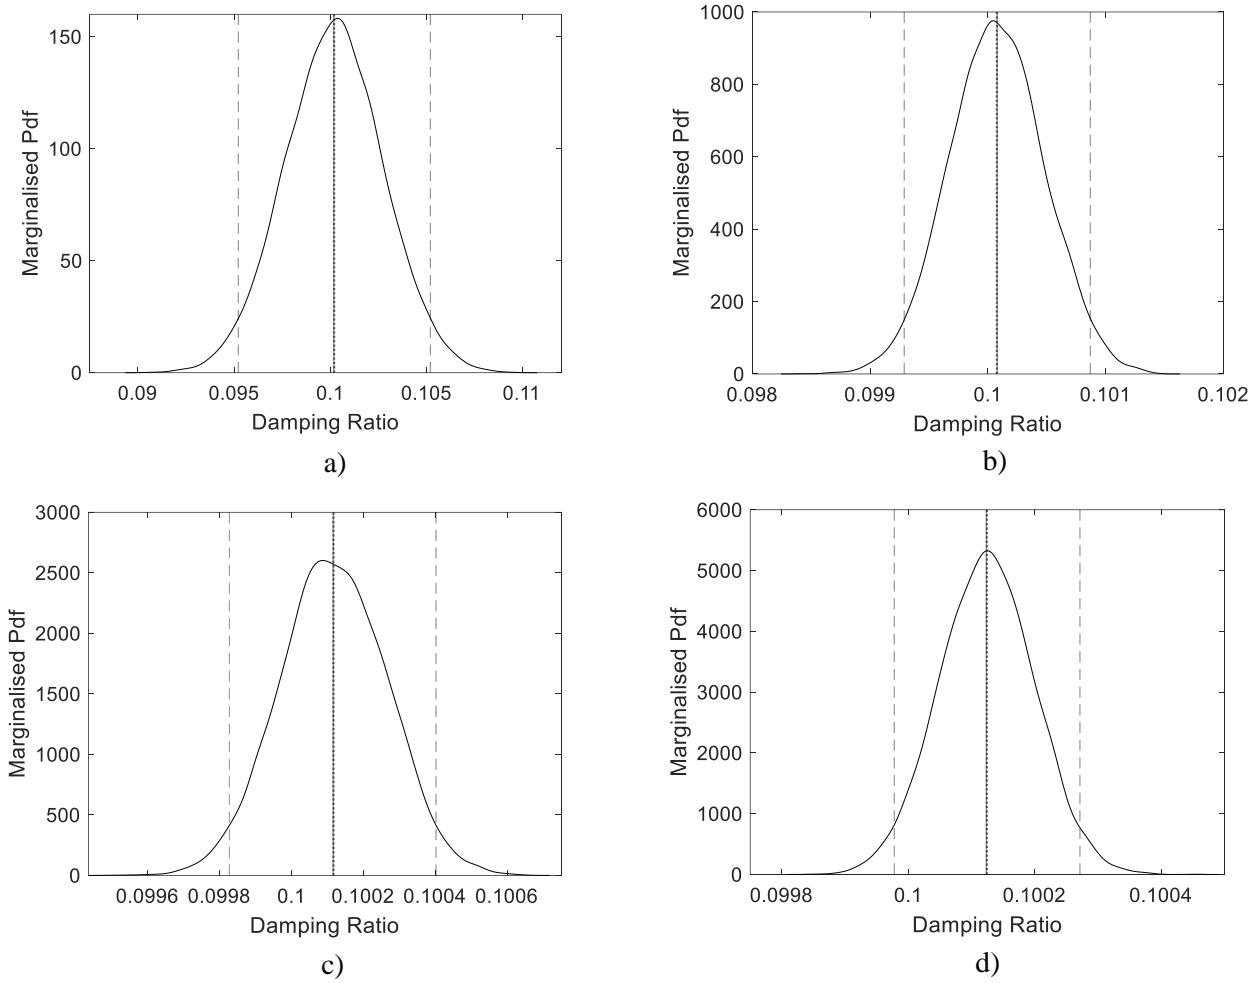 150
100
50
0
Marginalised Pdf
0.09 0.095 0.1 0.105 0.11
Damping Ratio
a)
1000
800
600
400
200
0
Marginalised Pdf
0.098 0.099 0.1 0.101 0.102
Damping Ratio
b)
3000
2500
2000
1500
1000
500
0
Marginalised Pdf
0.0996 0.0998 0.1 0.1002 0.1004 0.1006
Damping Ratio
c)
6000
5000
4000
3000
2000
1000
0
Marginalised Pdf
0.0998 0.1 0.1002 0.1004
Damping Ratio
d)